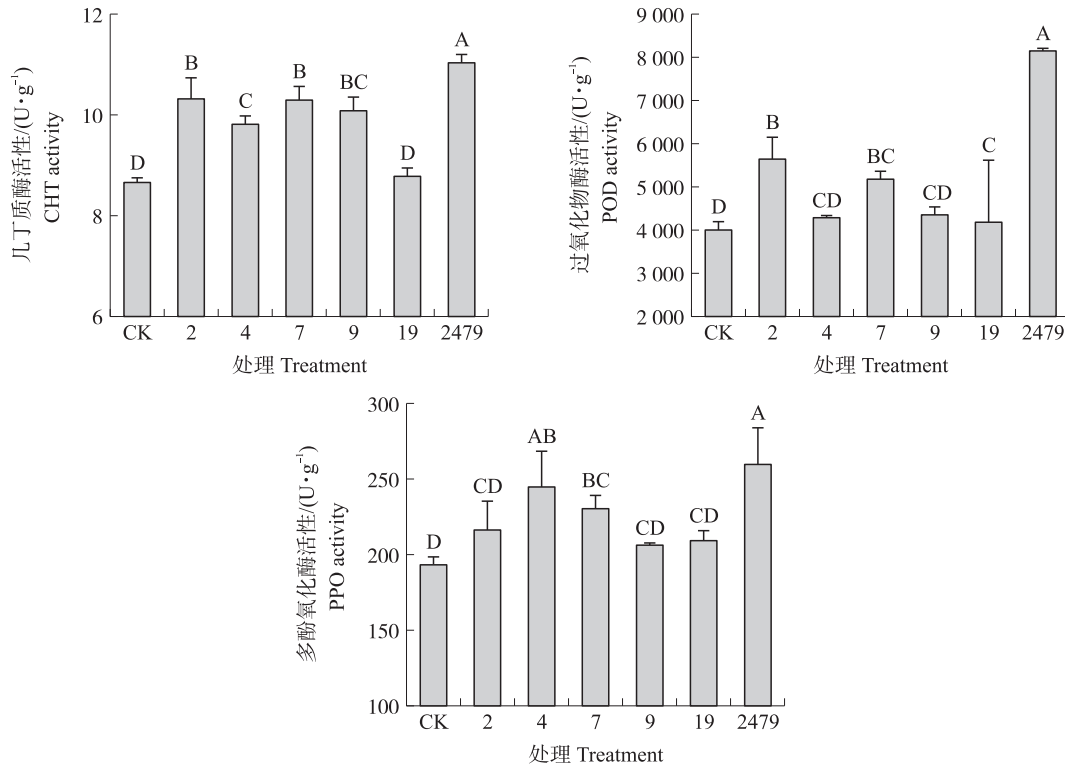 几丁质酶活性/(U·g⁻¹)
CHT activity
12
10
8
6
D
B
C
B
BC
D
A
CK 2 4 7 9 19 2479
处理 Treatment
过氧化物酶活性/(U·g⁻¹)
POD activity
9 000
8 000
7 000
6 000
5 000
4 000
3 000
2 000
D
B
CD
BC
CD
C
A
CK 2 4 7 9 19 2479
处理 Treatment
多酚氧化酶活性/(U·g⁻¹)
PPO activity
300
250
200
150
100
D
CD
AB
BC
CD
CD
A
CK 2 4 7 9 19 2479
处理 Treatment